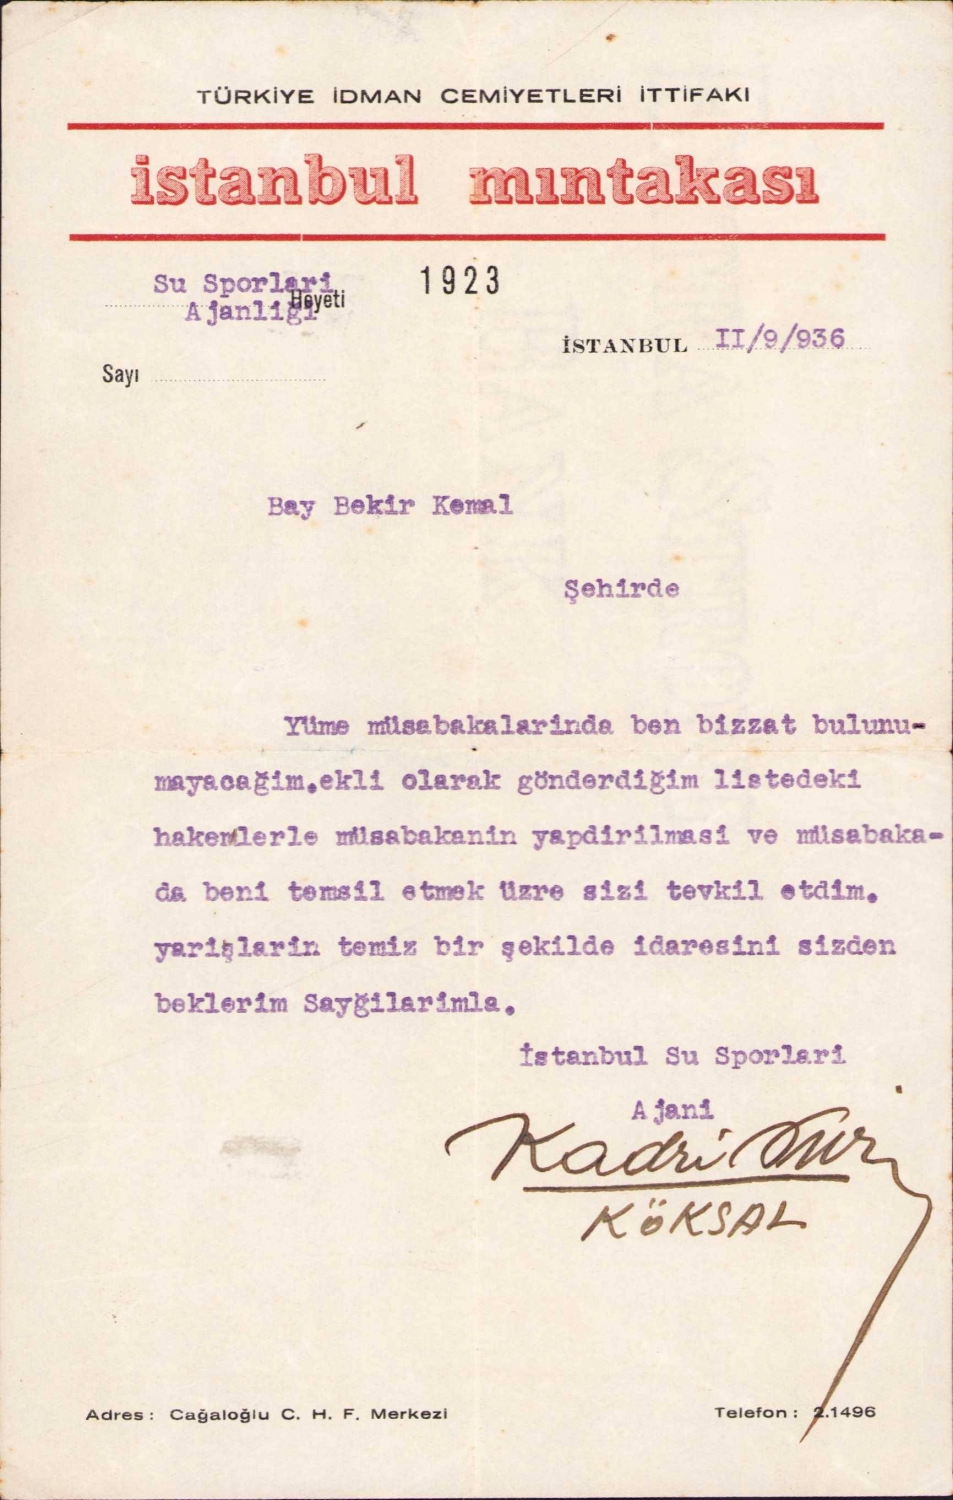 TÜRKİYE İDMAN CEMİYETLERİ İTTİFAKI
istanbul mıntakası
Su Sporlari
Ajanliği Heyeti
1923
İSTANBUL II/9/936
Sayı
Bay Bekir Kemal
Şehirde
Yüme müsabakalarinda ben bizzat bulunu-
mayacağim.ekli olarak gönderdiğim listedeki
hakemlerle müsabakanin yapdirilmasi ve müsabaka-
da beni temsil etmek üzre sizi tevkil etdim.
yarişlarin temiz bir şekilde idaresini sizden
beklerim Sayğilarimla.
İstanbul Su Sporlari
Ajani
Kadri
KÖKSAL
Adres: Cağaloğlu C. H. F. Merkezi
Telefon: 2.1496